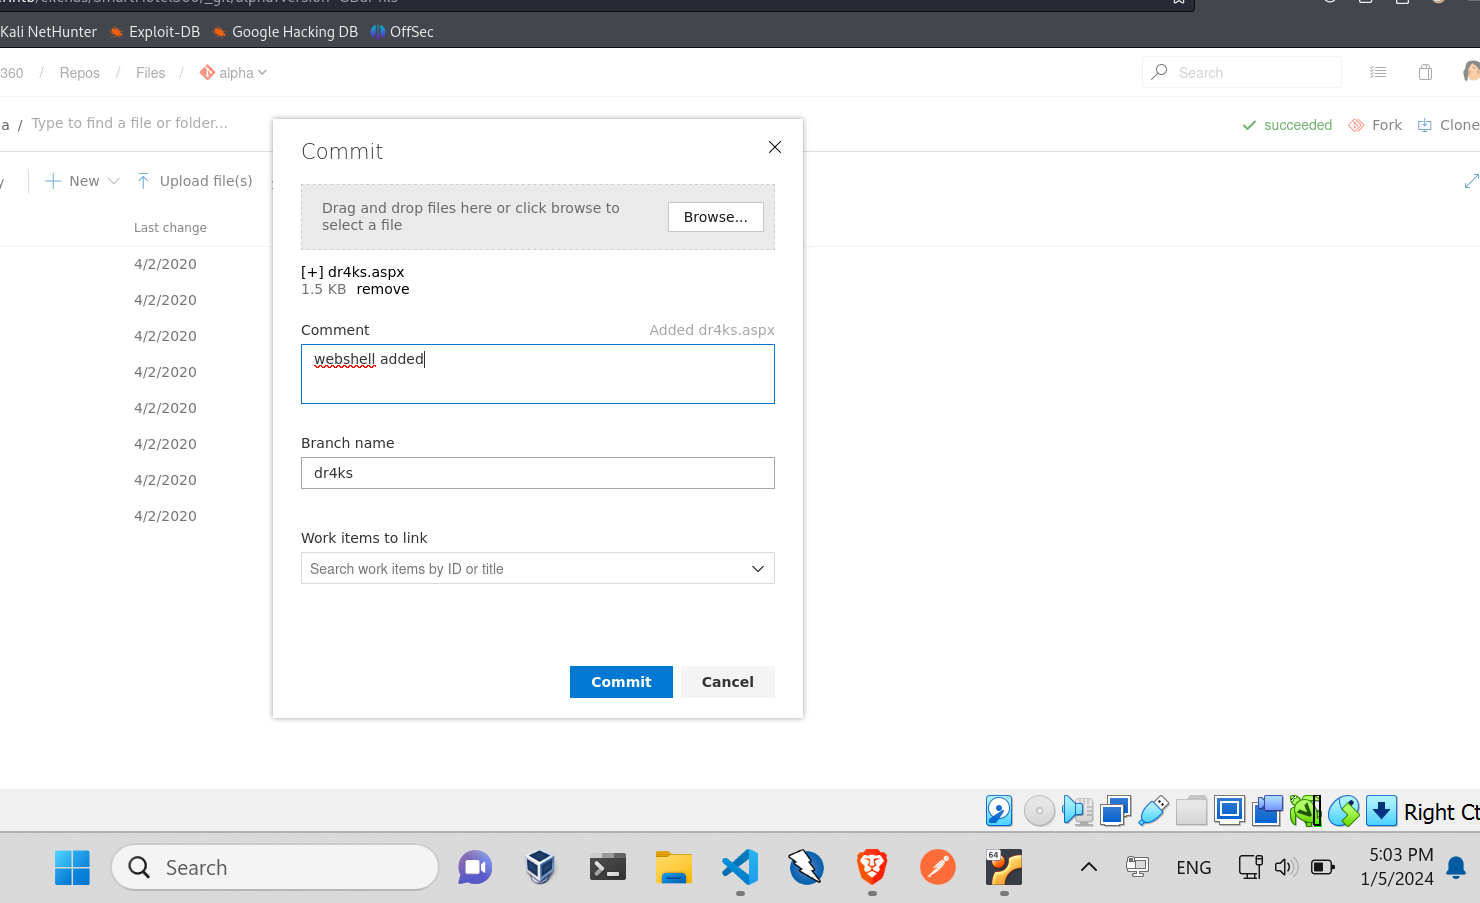 Kali NetHunter Exploit-DB Google Hacking DB OffSec
360 / Repos / Files / alpha Search
a / Type to find a file or folder... succeeded Fork Clone
Commit
y New Upload file(s)
Drag and drop files here or click browse to
select a file
Browse...
Last change
4/2/2020
[+] dr4ks.aspx
1.5 KB remove
4/2/2020
Comment Added dr4ks.aspx
4/2/2020
webshell added
4/2/2020
4/2/2020
Branch name
4/2/2020
dr4ks
4/2/2020
4/2/2020
Work items to link
Search work items by ID or title
Commit Cancel
Right Ct
Search
64
ENG
5:03 PM
1/5/2024